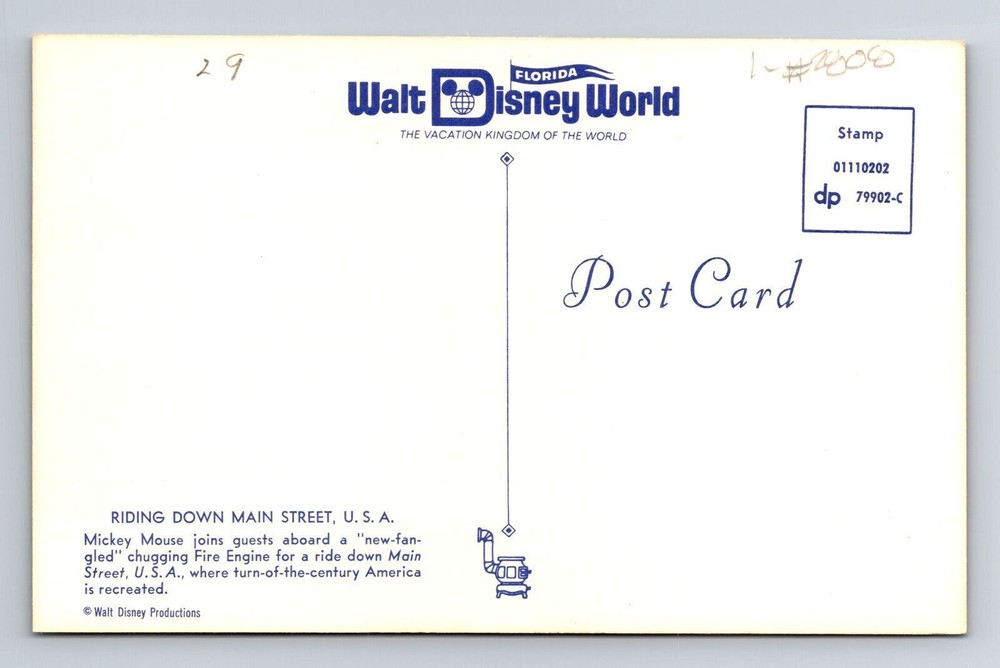 29
1-#2808
FLORIDA
Walt Disney World
THE VACATION KINGDOM OF THE WORLD
Stamp
01110202
dp 79902-C
Post Card
RIDING DOWN MAIN STREET, U. S. A.
Mickey Mouse joins guests aboard a "new-fan-
gled" chugging Fire Engine for a ride down Main
Street, U.S.A., where turn-of-the-century America
is recreated.
© Walt Disney Productions